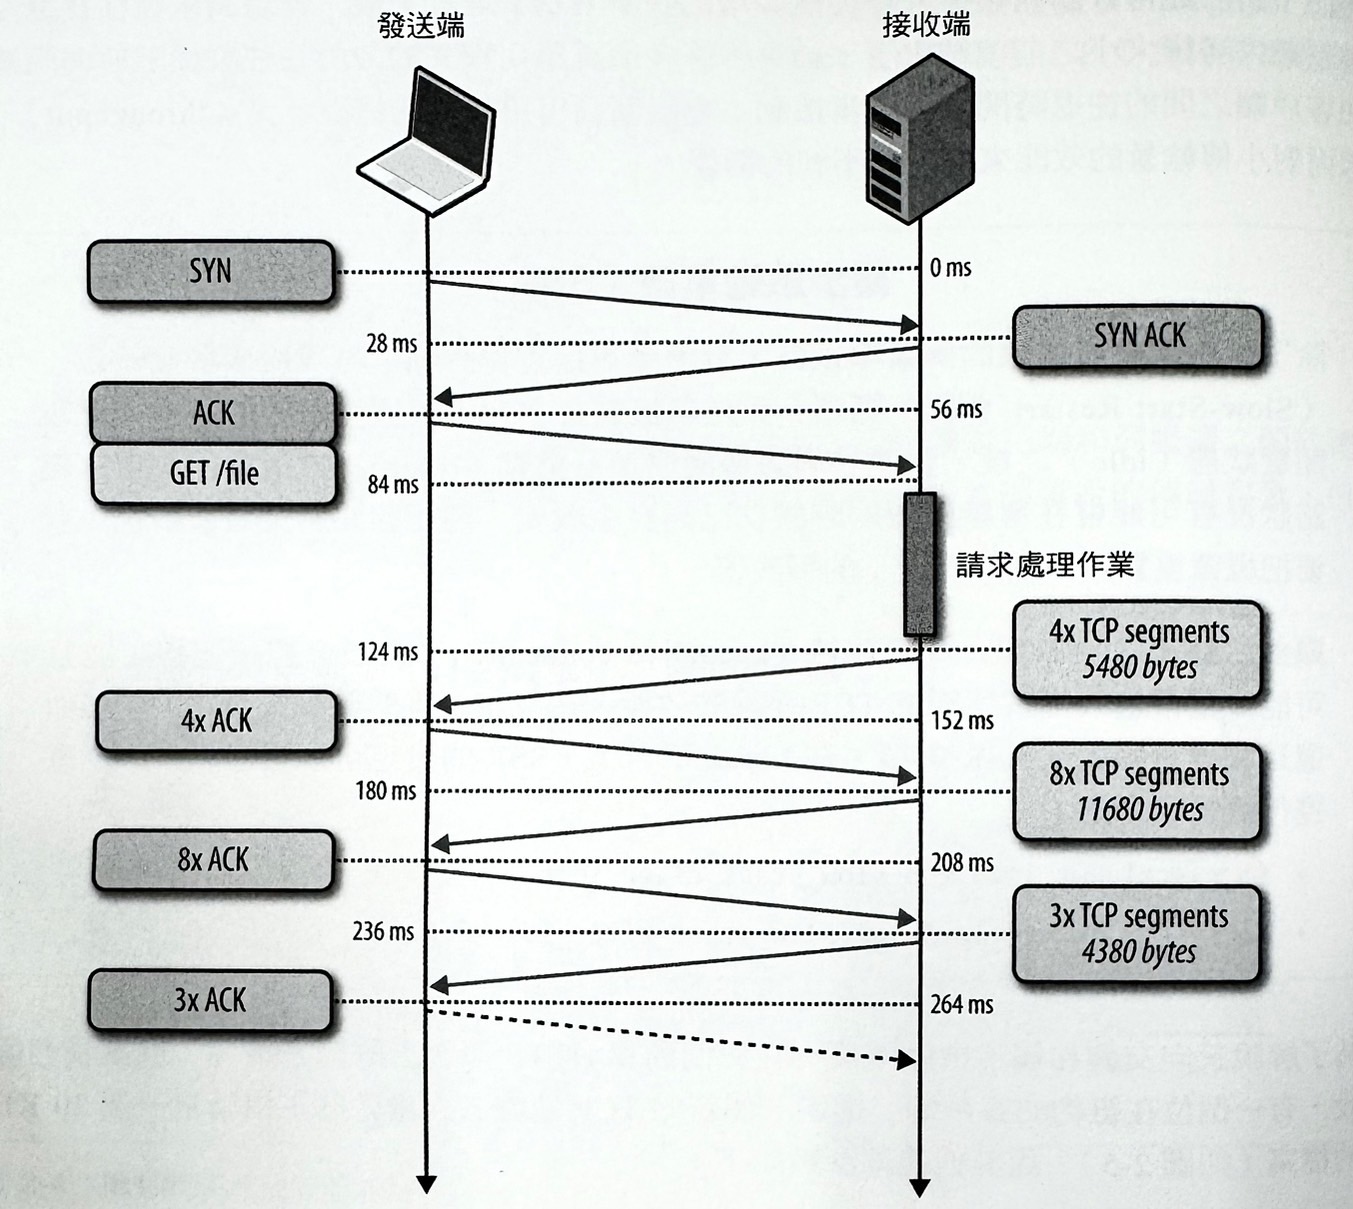 發送端
接收端
SYN
0 ms
28 ms
SYN ACK
ACK
56 ms
GET /file
84 ms
請求處理作業
124 ms
4x TCP segments
5480 bytes
4x ACK
152 ms
180 ms
8x TCP segments
11680 bytes
8x ACK
208 ms
236 ms
3x TCP segments
4380 bytes
3x ACK
264 ms